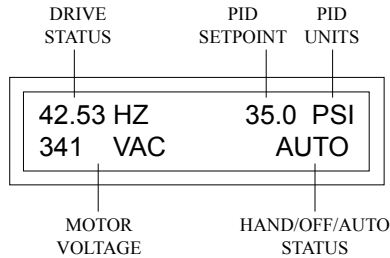 DRIVE STATUS
PID SETPOINT
PID UNITS
42.53 HZ 35.0 PSI
341 VAC AUTO
MOTOR VOLTAGE
HAND/OFF/AUTO STATUS